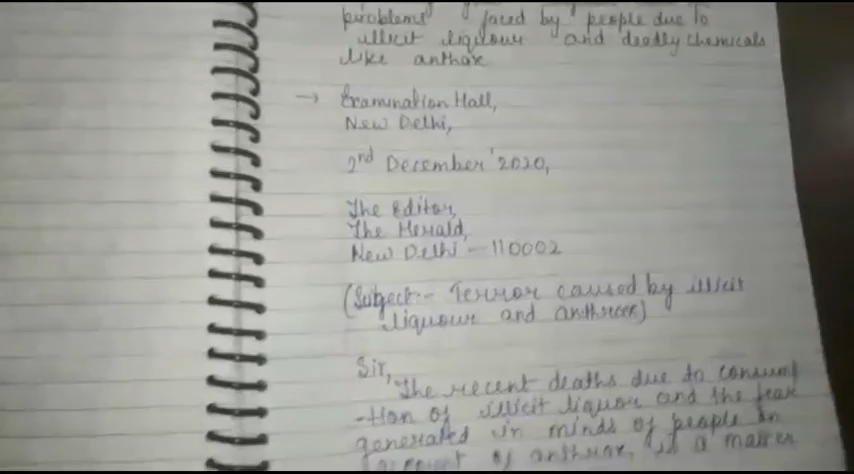 problems faced by people due to
illicit liquour and deadly chemicals
like anthax
→ Examination Hall,
New Delhi,
2nd December' 2020,
The Editor,
The Herald,
New Delhi - 110002
(Subject:- Terror caused by illicit
liquour and anthrax)
Sir,
The recent deaths due to consump
-tion of illicit liquor and the fear
generated in minds of people on
account of anthrax, is a matter